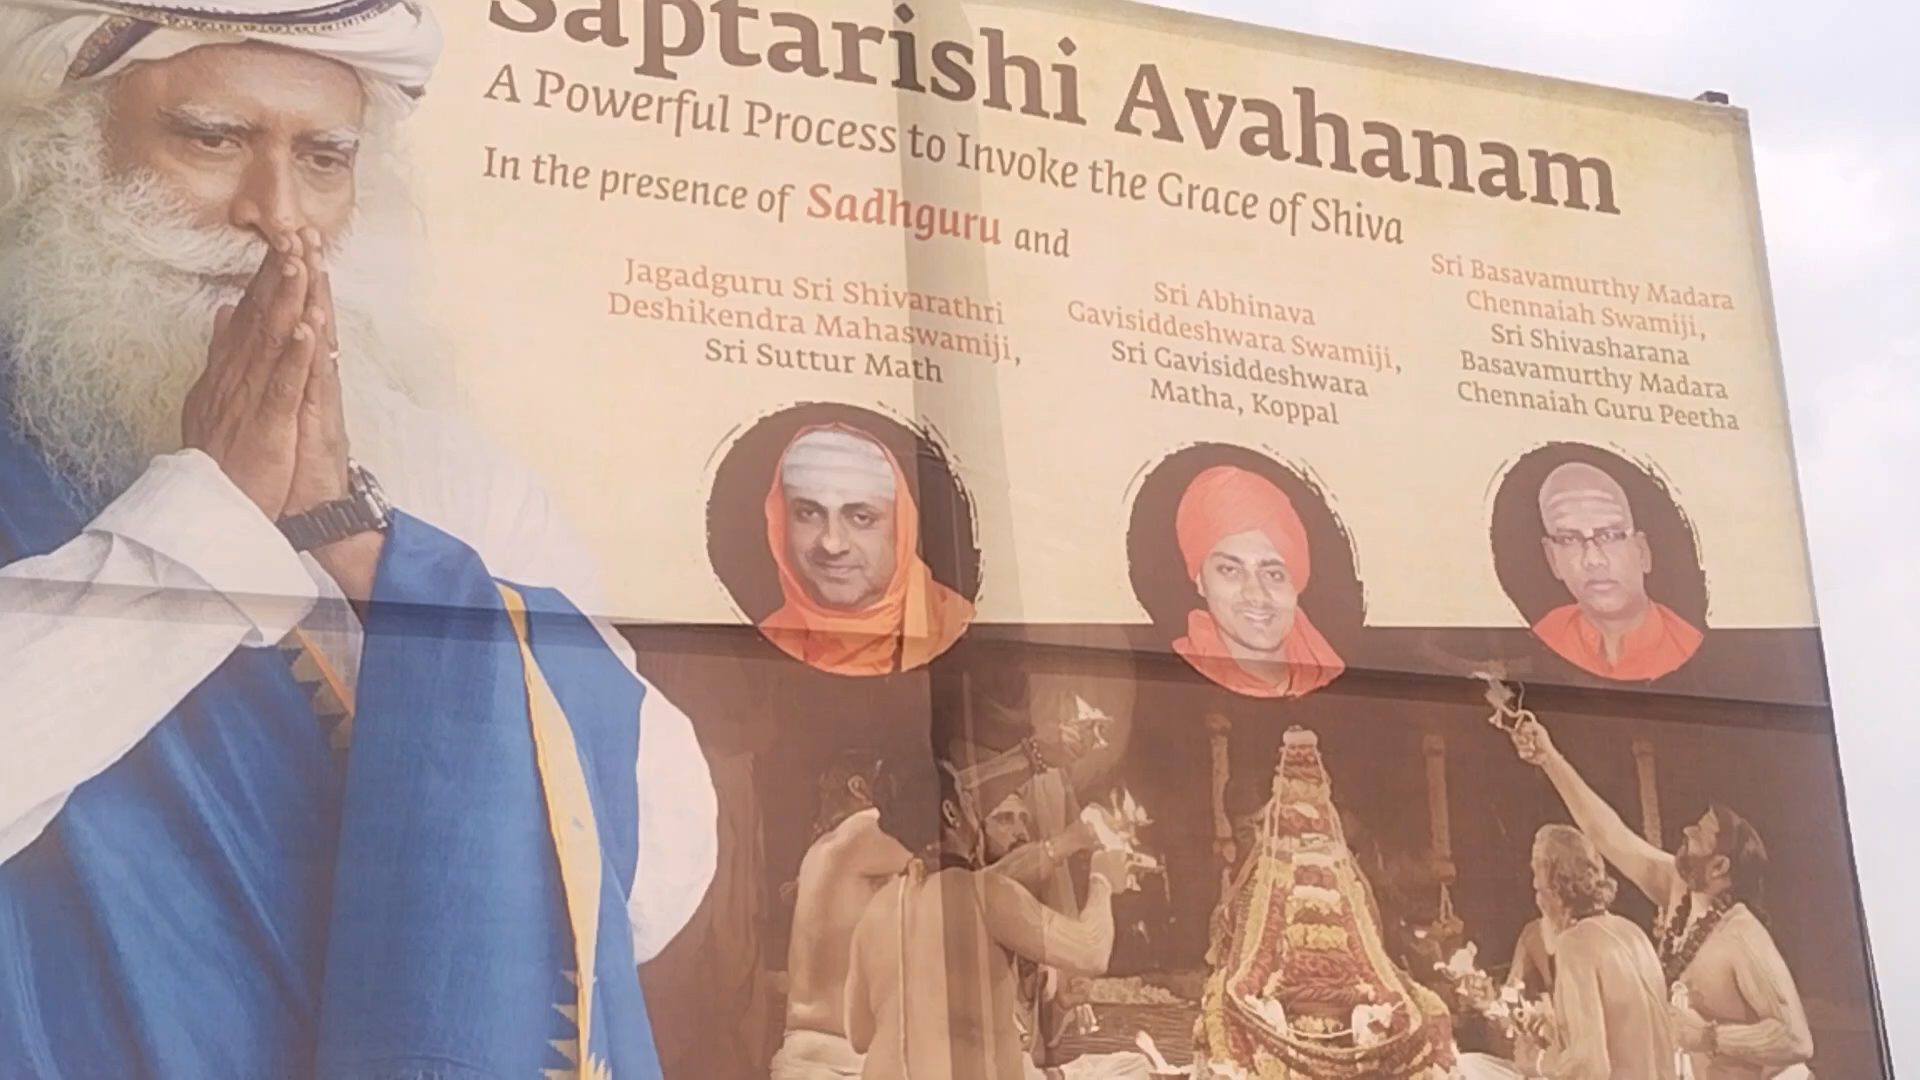 Saptarishi Avahanam
A Powerful Process to Invoke the Grace of Shiva
In the presence of Sadhguru and
Jagadguru Sri Shivarathri
Deshikendra Mahaswamiji,
Sri Suttur Math
Sri Abhinava
Gavisiddeshwara Swamiji,
Sri Gavisiddeshwara
Matha, Koppal
Sri Basavamurthy Madara
Chennaiah Swamiji,
Sri Shivasharana
Basavamurthy Madara
Chennaiah Guru Peetha